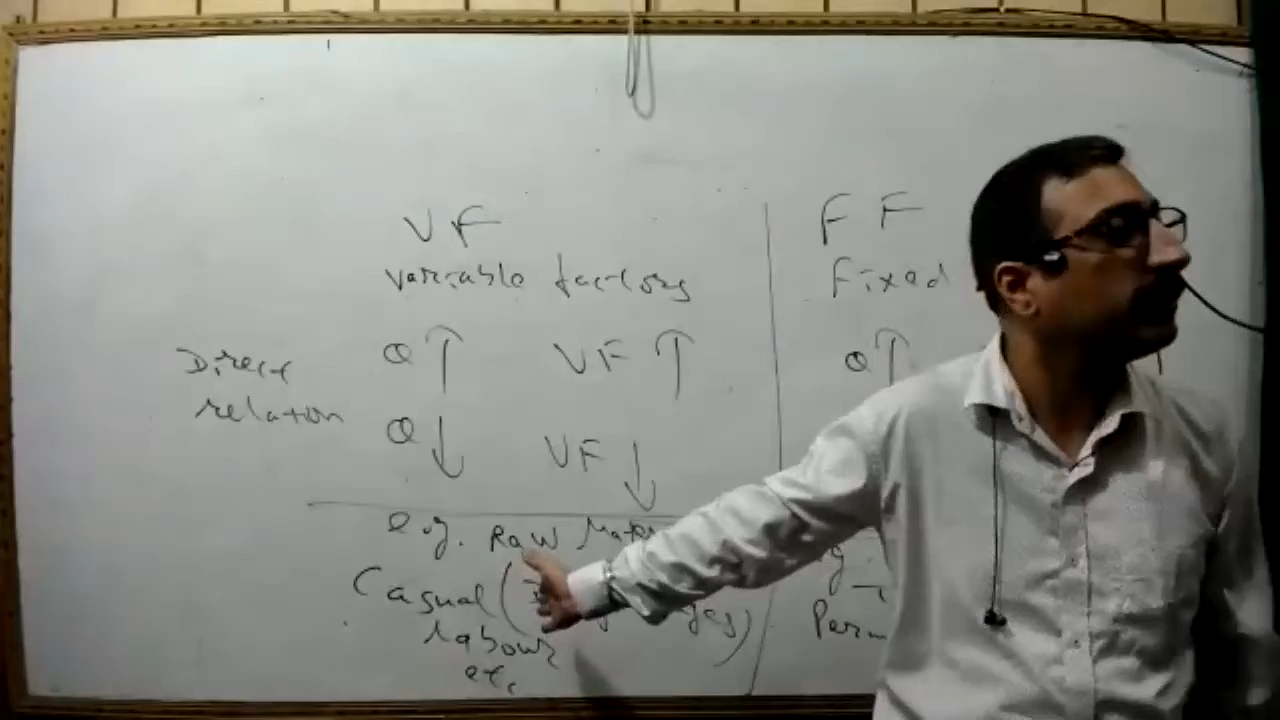 VF
variable factors
Direct
relation
Q ↑ VF ↑
Q ↓ VF ↓
e.g. Raw
Casual (
labour
etc
FF
Fixed
Q ↑